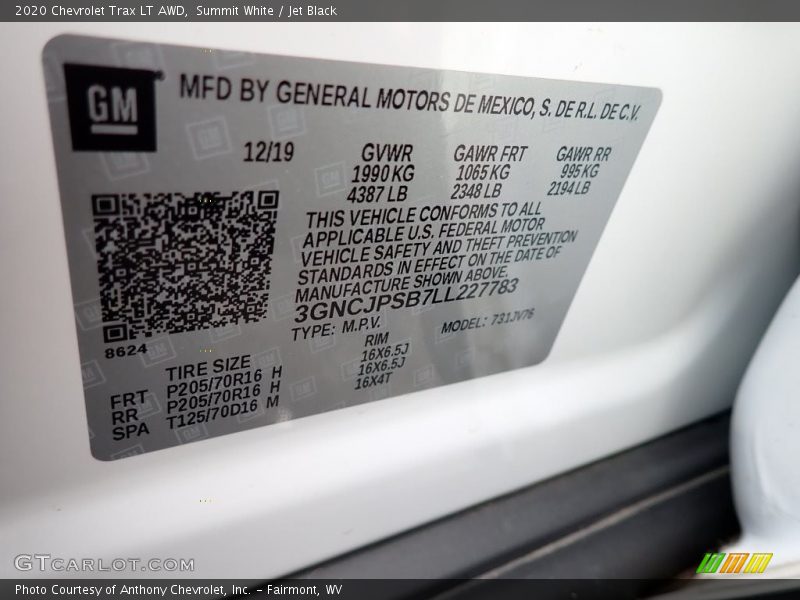 2020 Chevrolet Trax LT AWD,  Summit White / Jet Black
GM
MFD BY GENERAL MOTORS DE MEXICO, S. DE R.L. DE C.V.
12/19 GVWR GAWR FRT GAWR RR
1990 KG 1065 KG 995 KG
4387 LB 2348 LB 2194 LB
THIS VEHICLE CONFORMS TO ALL
APPLICABLE U.S. FEDERAL MOTOR
VEHICLE SAFETY AND THEFT PREVENTION
STANDARDS IN EFFECT ON THE DATE OF
MANUFACTURE SHOWN ABOVE.
3GNCJPSB7LL227783
TYPE: M.P.V. MODEL: 731JV76
8624
TIRE SIZE RIM
FRT P205/70R16 H 16X6.5J
RR P205/70R16 H 16X6.5J
SPA T125/70D16 M 16X4T
GTCARLOT.COM
Photo Courtesy of Anthony Chevrolet, Inc. – Fairmont, WV